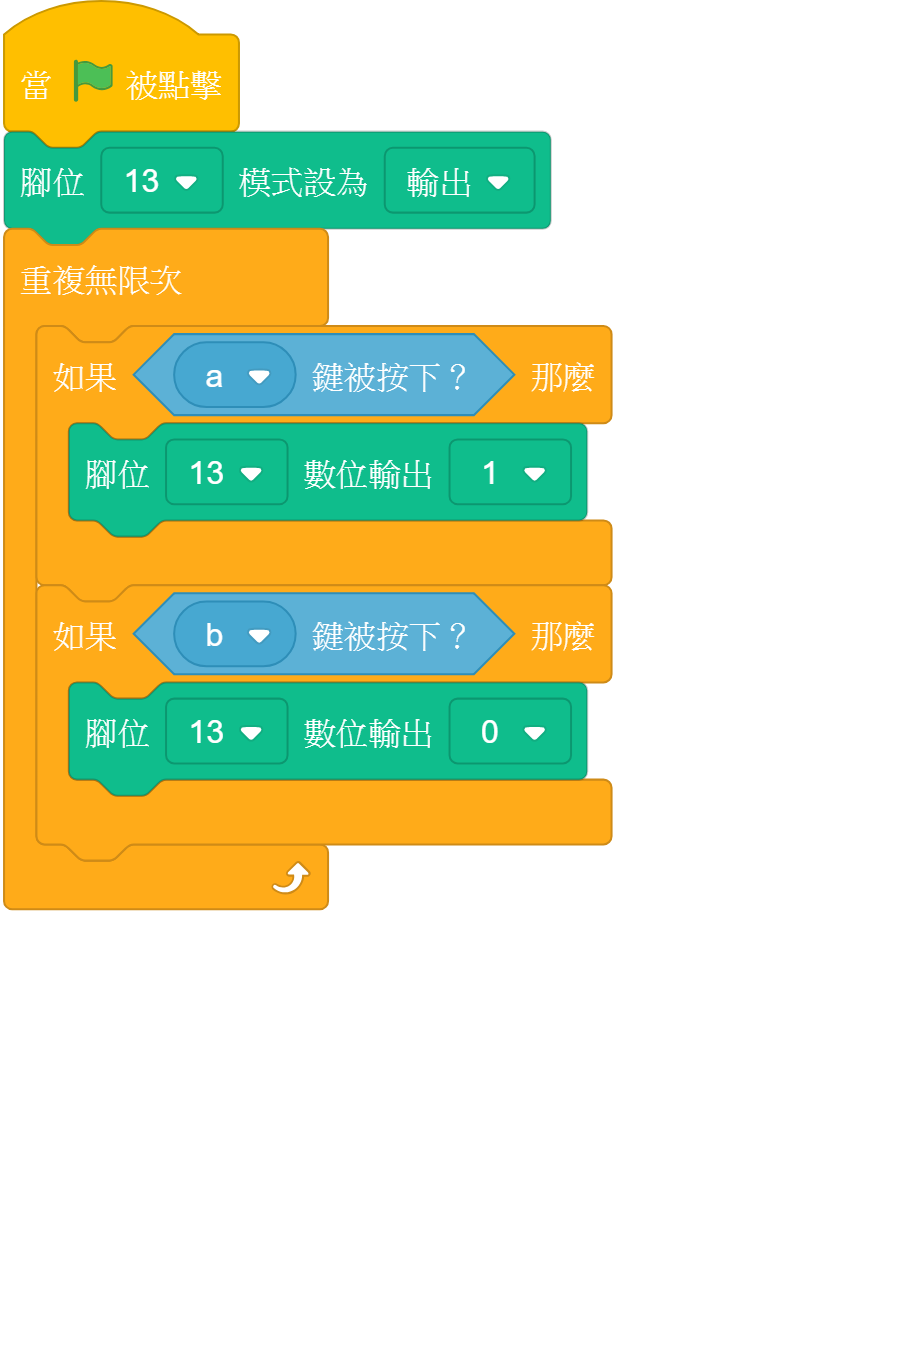 當 被點擊
腳位 13 模式設為 輸出
重複無限次
如果 a 鍵被按下？ 那麼
腳位 13 數位輸出 1
如果 b 鍵被按下？ 那麼
腳位 13 數位輸出 0